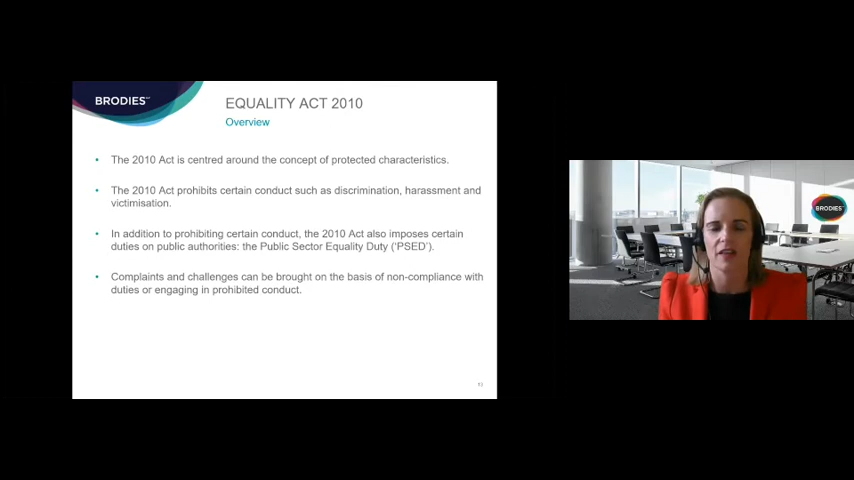 BRODIES LLP
EQUALITY ACT 2010
Overview
• The 2010 Act is centred around the concept of protected characteristics.
• The 2010 Act prohibits certain conduct such as discrimination, harassment and
victimisation.
• In addition to prohibiting certain conduct, the 2010 Act also imposes certain
duties on public authorities: the Public Sector Equality Duty ('PSED').
• Complaints and challenges can be brought on the basis of non-compliance with
duties or engaging in prohibited conduct.
BRODIES